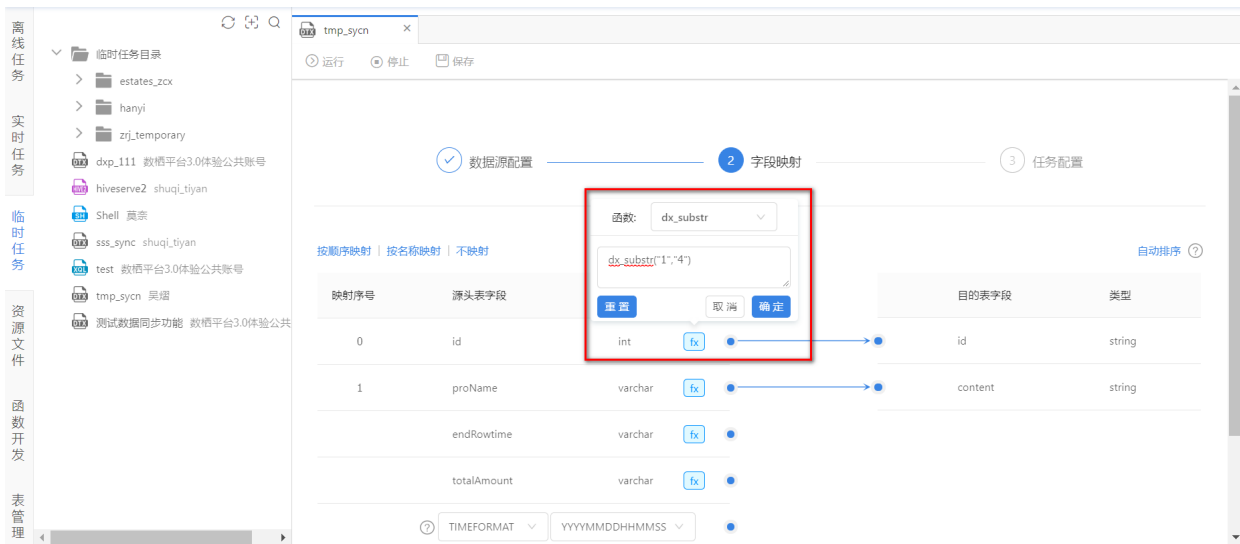 离线任务
实时任务
临时任务
资源文件
函数开发
表管理
临时任务目录
estates_zcx
hanyi
zrj_temporary
DTX dxp_111 数栖平台3.0体验公共账号
HIVE hiveserve2 shuqi_tiyan
SH Shell 莫奈
DTX sss_sync shuqi_tiyan
XQL test 数栖平台3.0体验公共账号
DTX tmp_sycn 吴熠
DTX 测试数据同步功能 数栖平台3.0体验公共
DTX tmp_sycn ×
运行 停止 保存
数据源配置 2 字段映射 3 任务配置
函数: dx_substr
dx_substr("1","4")
重置 取消 确定
按顺序映射 | 按名称映射 | 不映射 自动排序 ?
映射序号 源头表字段 目的表字段 类型
0 id int fx id string
1 proName varchar fx content string
endRowtime varchar fx
totalAmount varchar fx
? TIMEFORMAT YYYYMMDDHHMMSS